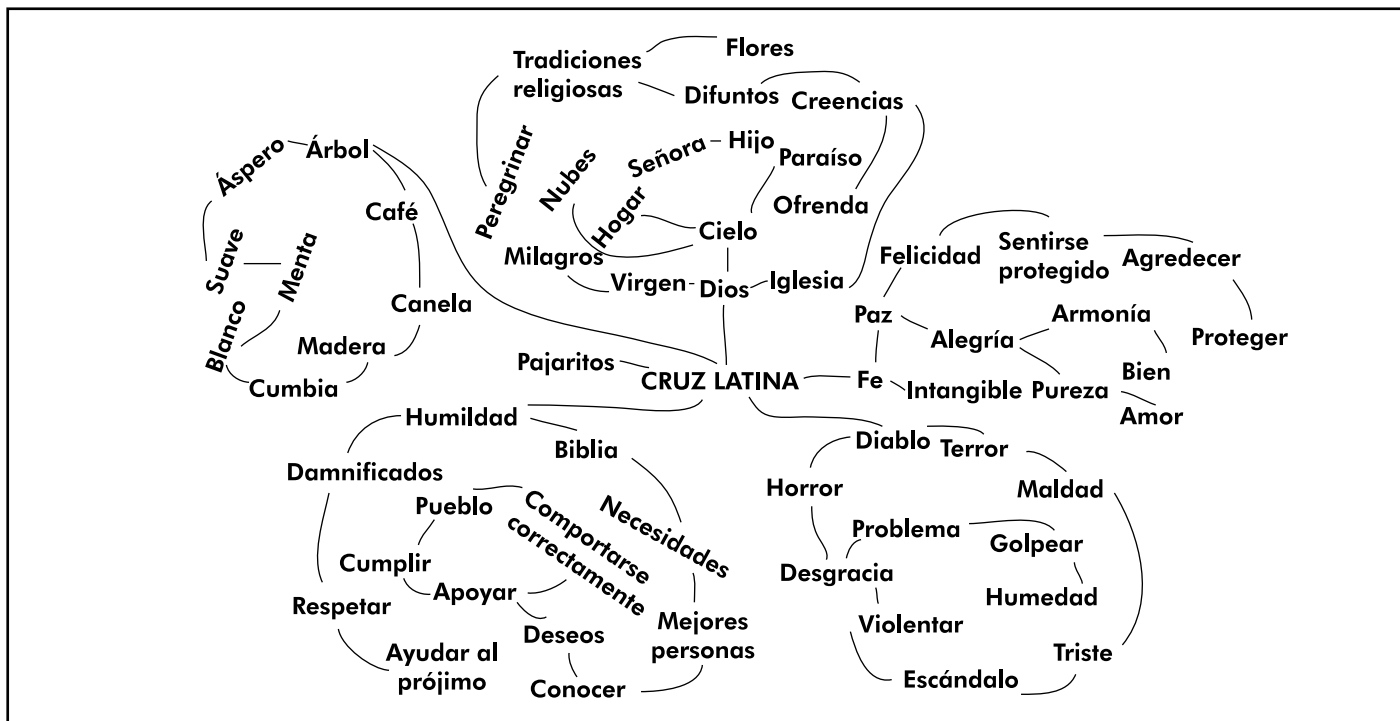 Flores
Tradiciones
religiosas
Difuntos
Creencias
Peregrinar
Nubes
Hogar
Señora
Hijo
Paraíso
Ofrenda
Cielo
Milagros
Virgen
Dios
Iglesia
Áspero
Árbol
Café
Suave
Menta
Canela
Blanco
Madera
Cumbia
Felicidad
Sentirse
protegido
Agredecer
Paz
Alegría
Armonía
Proteger
Bien
Pajaritos
CRUZ LATINA
Fe
Intangible
Pureza
Amor
Humildad
Biblia
Damnificados
Pueblo
Comportarse
correctamente
Necesidades
Cumplir
Apoyar
Respetar
Deseos
Mejores
personas
Ayudar al
prójimo
Conocer
Diablo
Terror
Horror
Maldad
Problema
Golpear
Desgracia
Humedad
Violentar
Triste
Escándalo